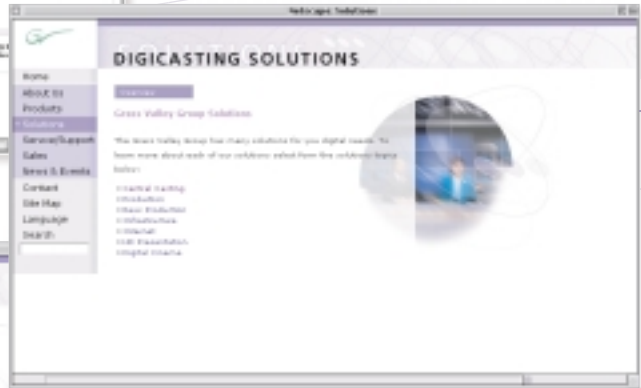 Netscape: Solutions
DIGICASTING SOLUTIONS
Home
About Us
Products
Solutions
Service/Support
Sales
News & Events
Contact
Site Map
Language
Search
Overview
Grass Valley Group Solutions
The Grass Valley Group has many solutions for you digital needs. To
learn more about each of our solutions select from the solutions topics
below:
Central Casting
Production
News Production
Infrastructure
Internet
HD Presentation
Digital Cinema